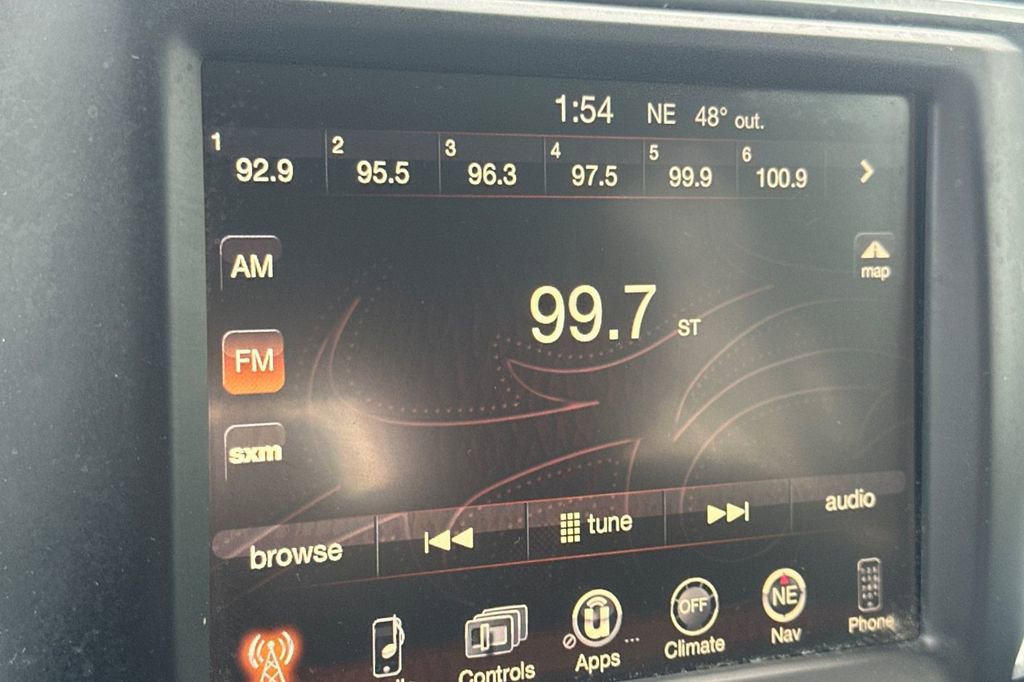 1:54 NE 48° out.
1 2 3 4 5 6
92.9 95.5 96.3 97.5 99.9 100.9
AM
map
99.7 ST
FM
sxm
browse tune audio
OFF NE
Controls Apps ... Climate Nav Phone